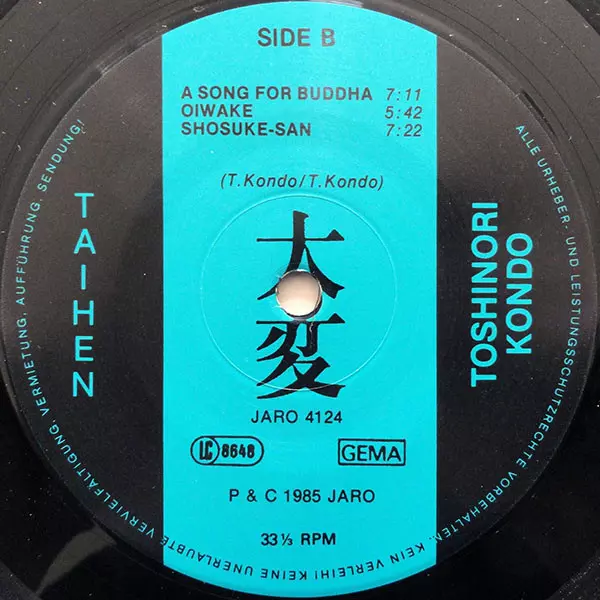 SIDE B
A SONG FOR BUDDHA 7:11
OIWAKE 5:42
SHOSUKE-SAN 7:22
(T.Kondo/T.Kondo)
TAIHEN
TOSHINORI
KONDO
大変
JARO 4124
LC 8648
GEMA
P & C 1985 JARO
33⅓ RPM
ALLE URHEBER- UND LEISTUNGSSCHUTZRECHTE VORBEHALTEN. KEIN VERLEIH! KEINE UNERLAUBTE VERVIELFÄLTIGUNG, VERMIETUNG, AUFFÜHRUNG, SENDUNG!